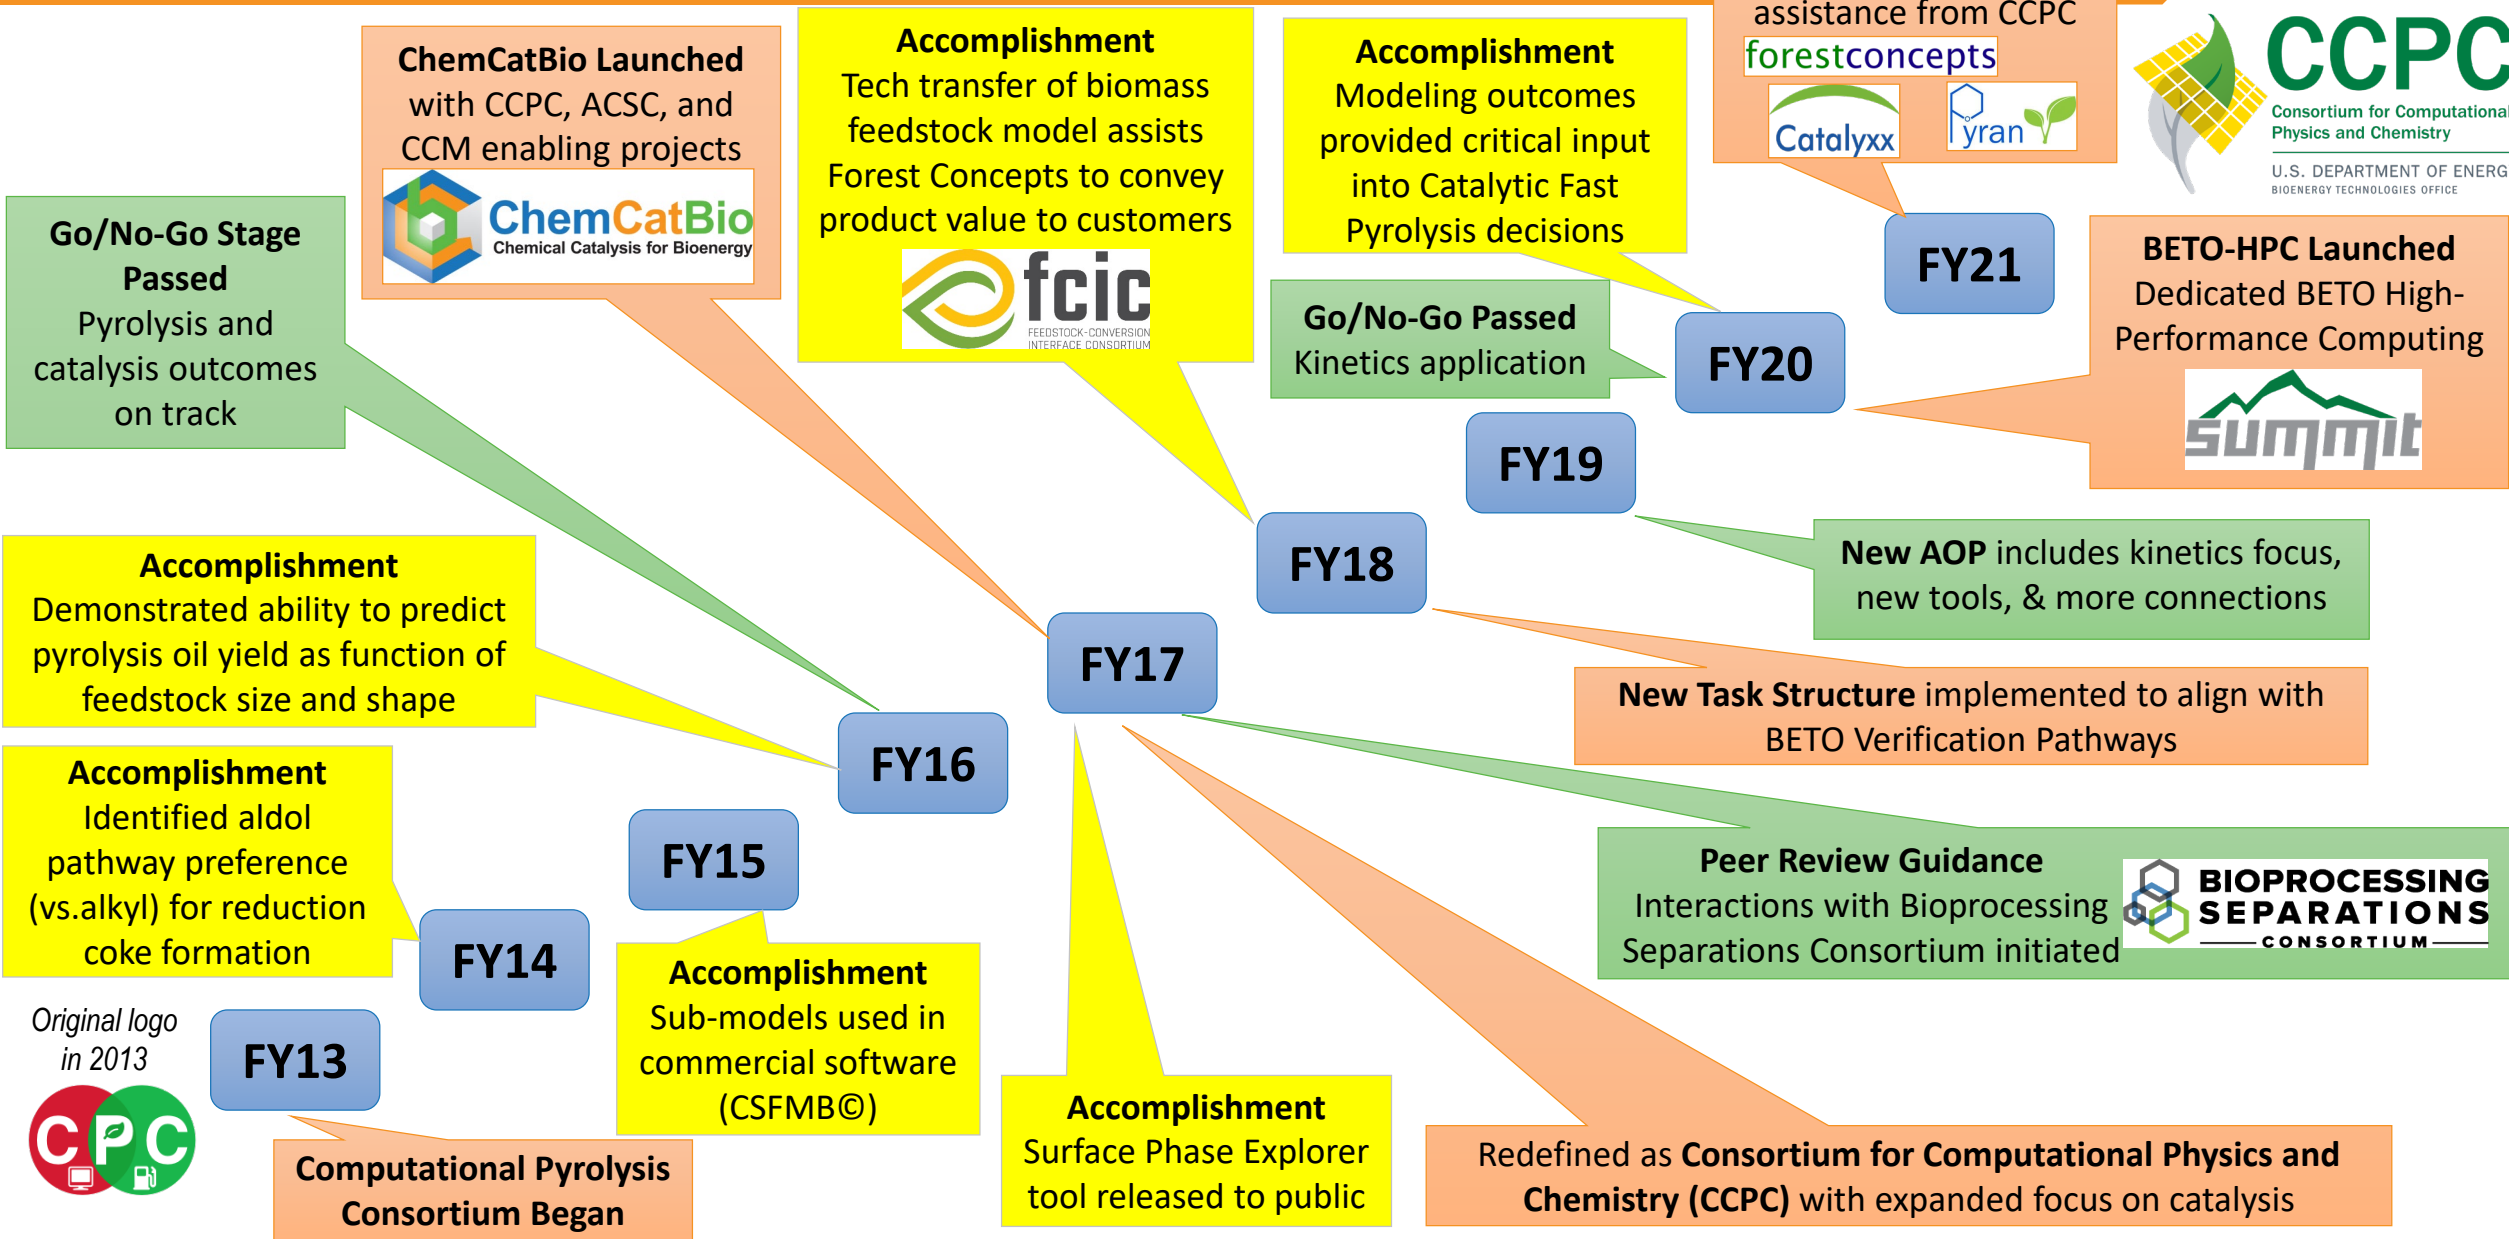 assistance from CCPC
forestconcepts
Catalyxx
Pyran
CCPC
Consortium for Computational
Physics and Chemistry
U.S. DEPARTMENT OF ENERG
BIOENERGY TECHNOLOGIES OFFICE
ChemCatBio Launched
with CCPC, ACSC, and
CCM enabling projects
ChemCatBio
Chemical Catalysis for Bioenergy
Accomplishment
Tech transfer of biomass
feedstock model assists
Forest Concepts to convey
product value to customers
fcic
FEEDSTOCK-CONVERSION
INTERFACE CONSORTIUM
Accomplishment
Modeling outcomes
provided critical input
into Catalytic Fast
Pyrolysis decisions
Go/No-Go Stage
Passed
Pyrolysis and
catalysis outcomes
on track
Go/No-Go Passed
Kinetics application
FY21
FY20
FY19
FY18
FY17
FY16
FY15
FY14
FY13
BETO-HPC Launched
Dedicated BETO High-
Performance Computing
summit
New AOP includes kinetics focus,
new tools, & more connections
New Task Structure implemented to align with
BETO Verification Pathways
Accomplishment
Demonstrated ability to predict
pyrolysis oil yield as function of
feedstock size and shape
Accomplishment
Identified aldol
pathway preference
(vs.alkyl) for reduction
coke formation
Peer Review Guidance
Interactions with Bioprocessing
Separations Consortium initiated
BIOPROCESSING
SEPARATIONS
CONSORTIUM
Accomplishment
Sub-models used in
commercial software
(CSFMB©)
Original logo
in 2013
CPC
Computational Pyrolysis
Consortium Began
Accomplishment
Surface Phase Explorer
tool released to public
Redefined as Consortium for Computational Physics and
Chemistry (CCPC) with expanded focus on catalysis